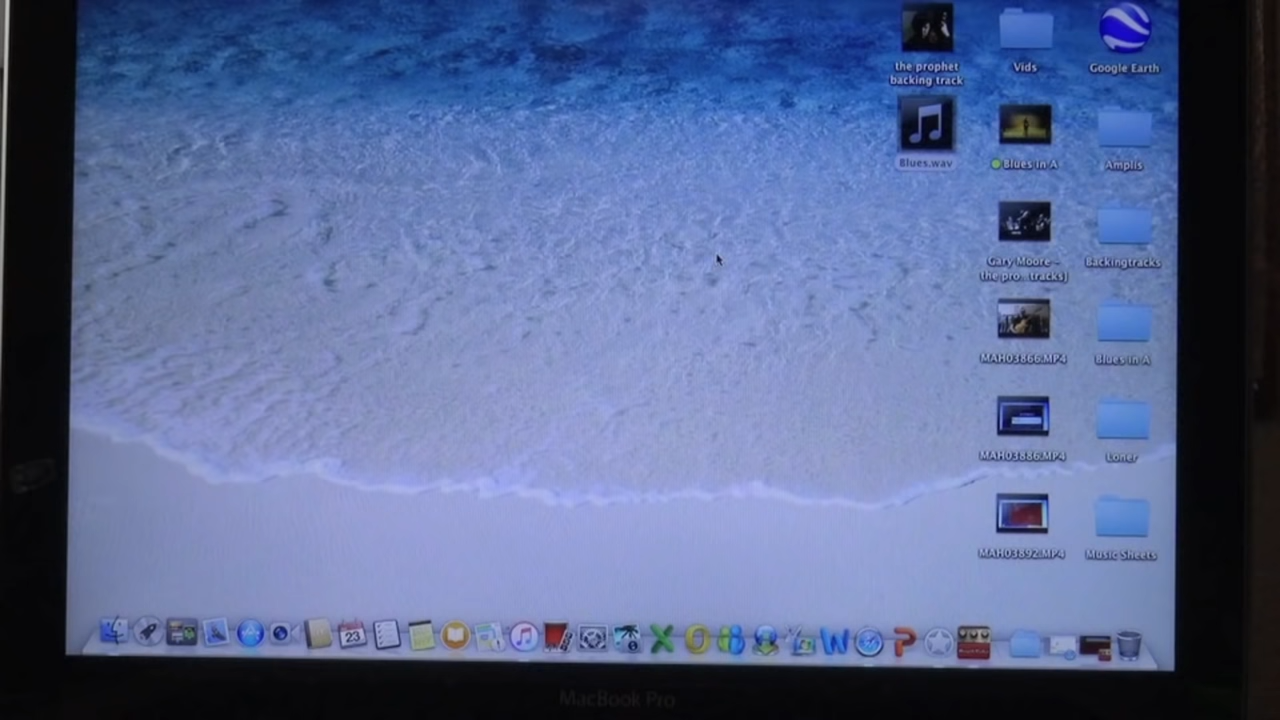 the prophet
backing track
Vids
Google Earth
Blues.wav
Blues in A
Amplis
Gary Moore -
the pro...tracks]
Backingtracks
MAH03866.MP4
Blues in A
MAH03886.MP4
Loner
MAH03892.MP4
Music Sheets
23
MacBook Pro